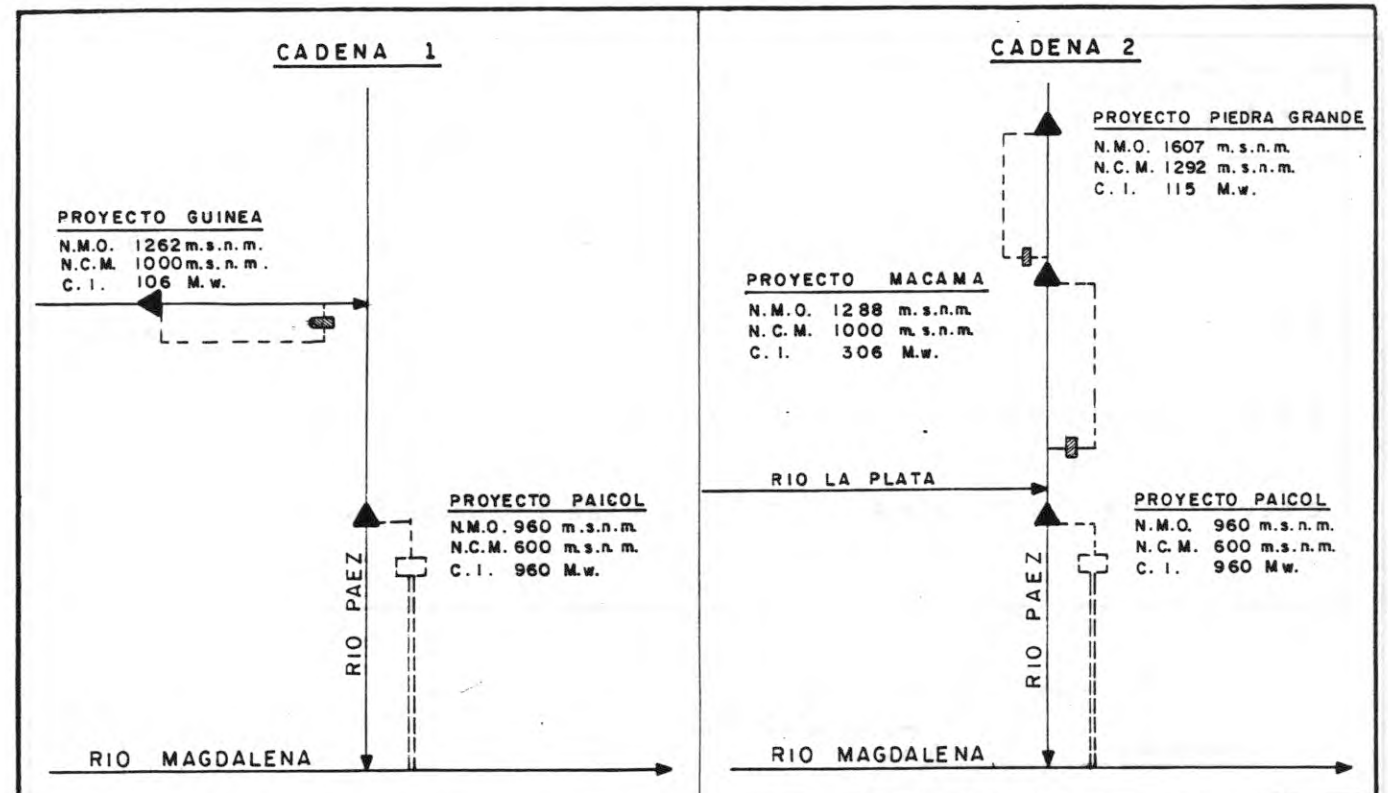 CADENA 1
PROYECTO GUINEA
N.M.O. 1262 m.s.n.m.
N.C.M. 1000 m.s.n.m.
C.I. 106 M.w.
PROYECTO PAICOL
N.M.O. 960 m.s.n.m.
N.C.M. 600 m.s.n.m.
C.I. 960 M.w.
RIO PAEZ
RIO MAGDALENA
CADENA 2
PROYECTO PIEDRA GRANDE
N.M.O. 1607 m.s.n.m.
N.C.M. 1292 m.s.n.m.
C.I. 115 M.w.
PROYECTO MACAMA
N.M.O. 1288 m.s.n.m.
N.C.M. 1000 m.s.n.m.
C.I. 306 M.w.
RIO LA PLATA
PROYECTO PAICOL
N.M.O. 960 m.s.n.m.
N.C.M. 600 m.s.n.m.
C.I. 960 Mw.
RIO PAEZ
RIO MAGDALENA